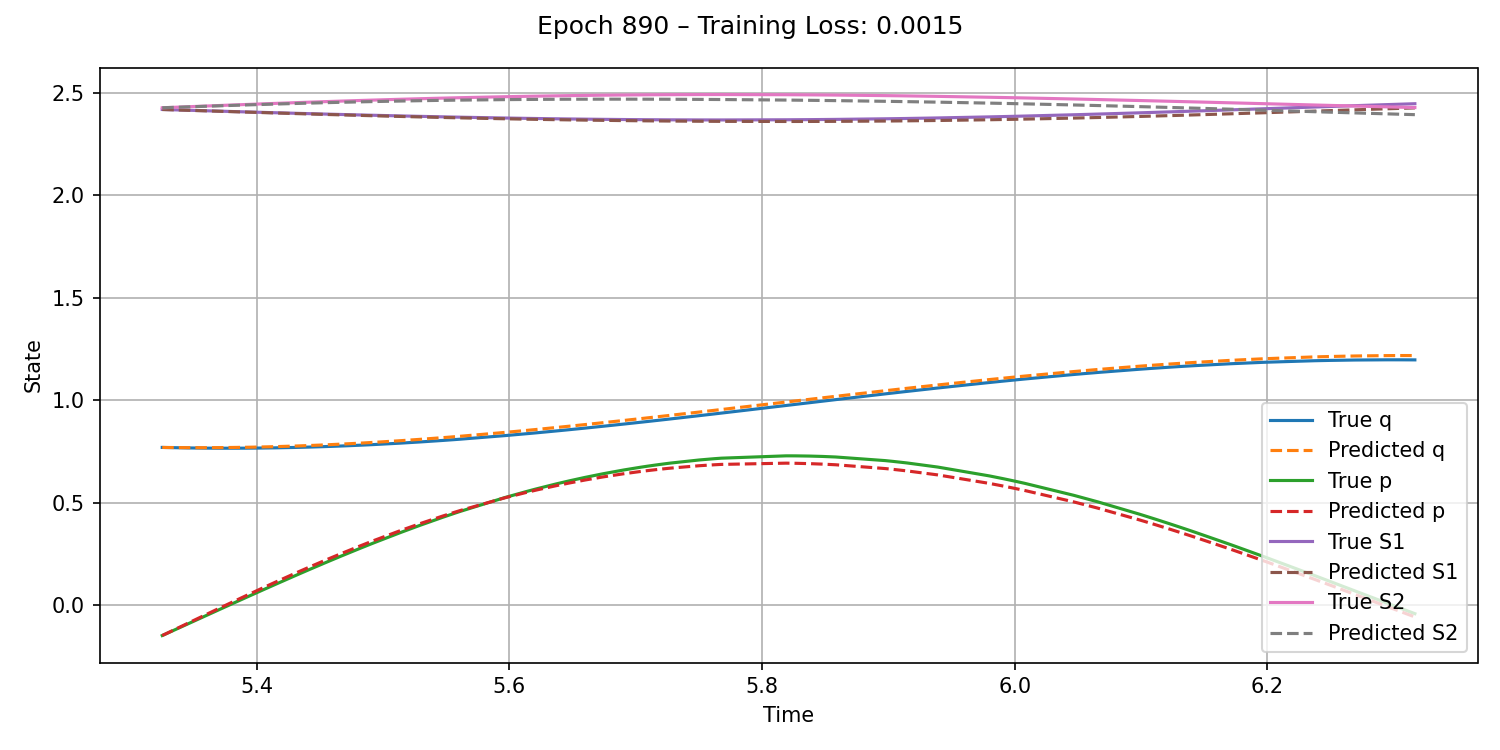 Epoch 890 – Training Loss: 0.0015
2.5
2.0
1.5
1.0
0.5
0.0
State
5.4 5.6 5.8 6.0 6.2
Time
True q
Predicted q
True p
Predicted p
True S1
Predicted S1
True S2
Predicted S2